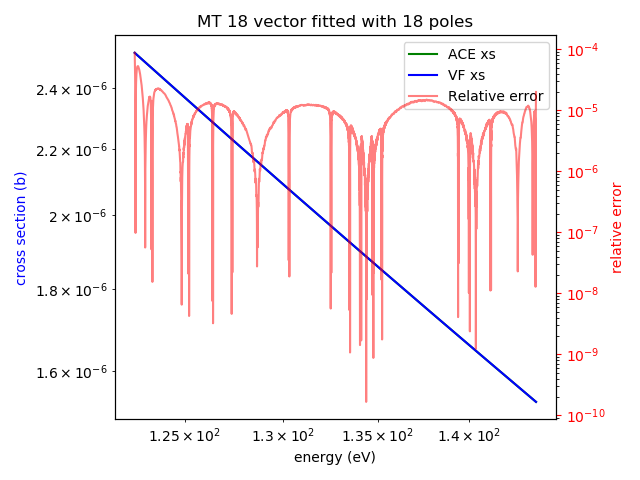 MT 18 vector fitted with 18 poles
ACE xs
VF xs
Relative error
cross section (b)
2.4 × 10⁻⁶
2.2 × 10⁻⁶
2 × 10⁻⁶
1.8 × 10⁻⁶
1.6 × 10⁻⁶
10⁻⁴
10⁻⁵
10⁻⁶
10⁻⁷
10⁻⁸
10⁻⁹
10⁻¹⁰
relative error
1.25 × 10² 1.3 × 10² 1.35 × 10² 1.4 × 10²
energy (eV)